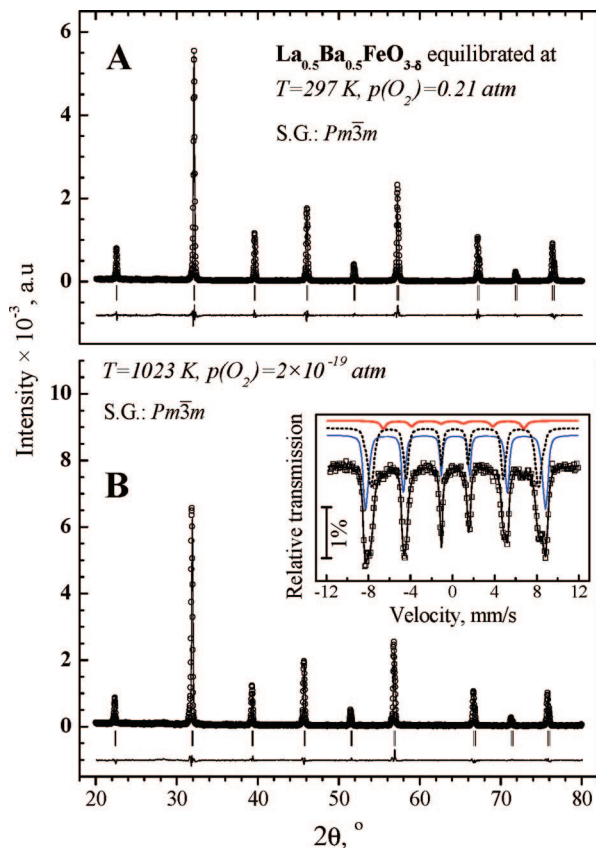 A
La0.5Ba0.5FeO3-δ equilibrated at
T=297 K, p(O2)=0.21 atm
S.G.: Pm3̅m
6
4
2
0
Intensity × 10-3, a.u
T=1023 K, p(O2)=2×10-19 atm
S.G.: Pm3̅m
B
10
8
6
4
2
0
Relative transmission
1%
-12 -8 -4 0 4 8 12
Velocity, mm/s
20 30 40 50 60 70 80
2θ, °